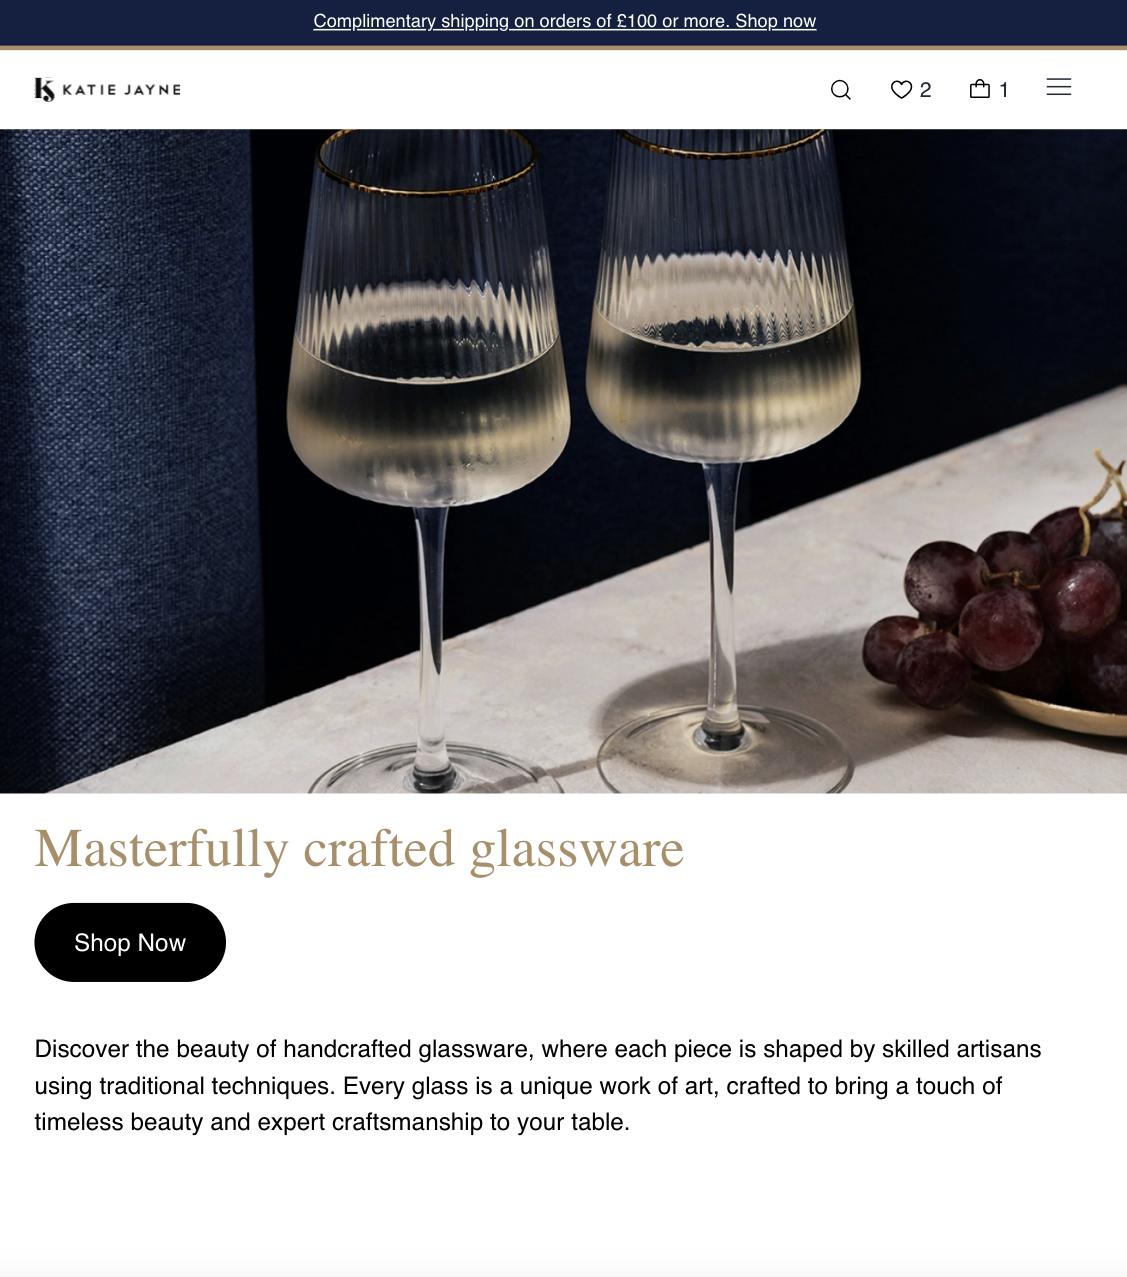 Complimentary shipping on orders of £100 or more. Shop now
KATIE JAYNE
2
1
Masterfully crafted glassware
Shop Now
Discover the beauty of handcrafted glassware, where each piece is shaped by skilled artisans
using traditional techniques. Every glass is a unique work of art, crafted to bring a touch of
timeless beauty and expert craftsmanship to your table.